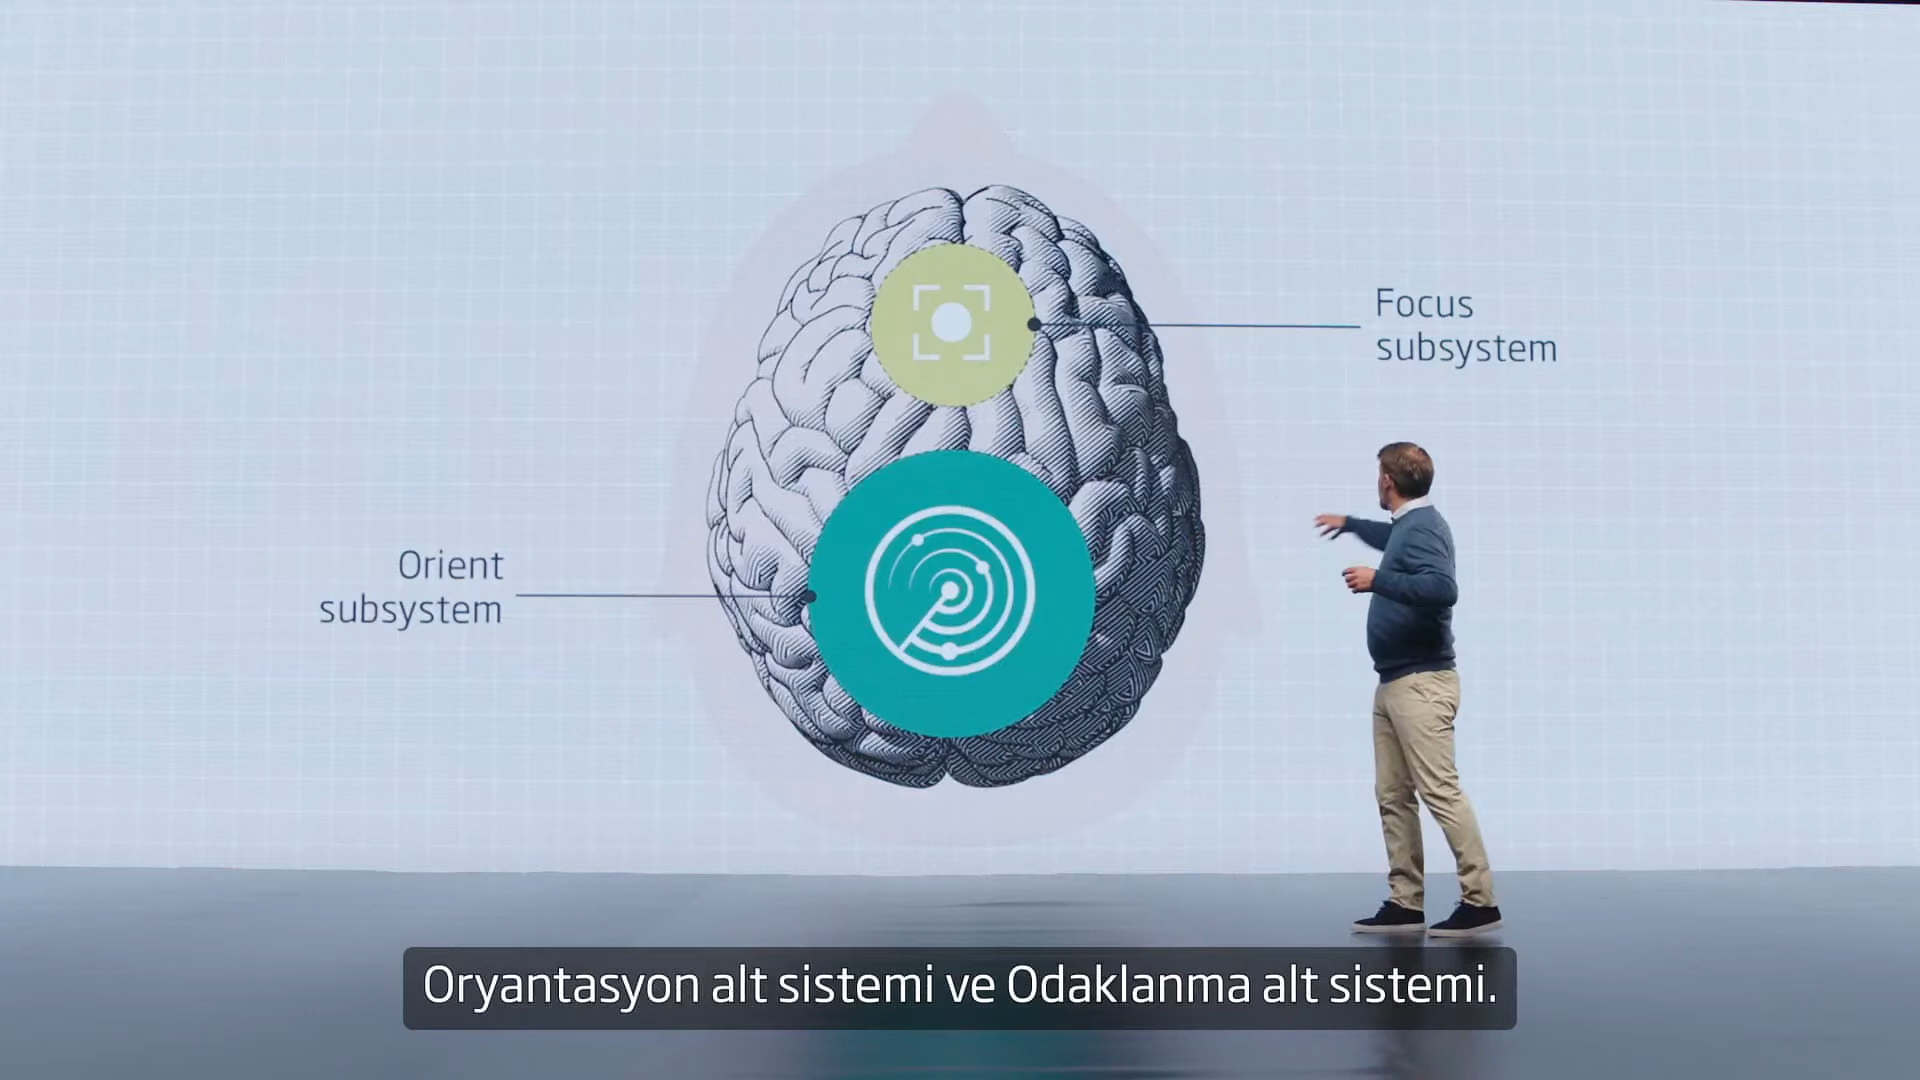 Focus
subsystem
Orient
subsystem
Oryantasyon alt sistemi ve Odaklanma alt sistemi.